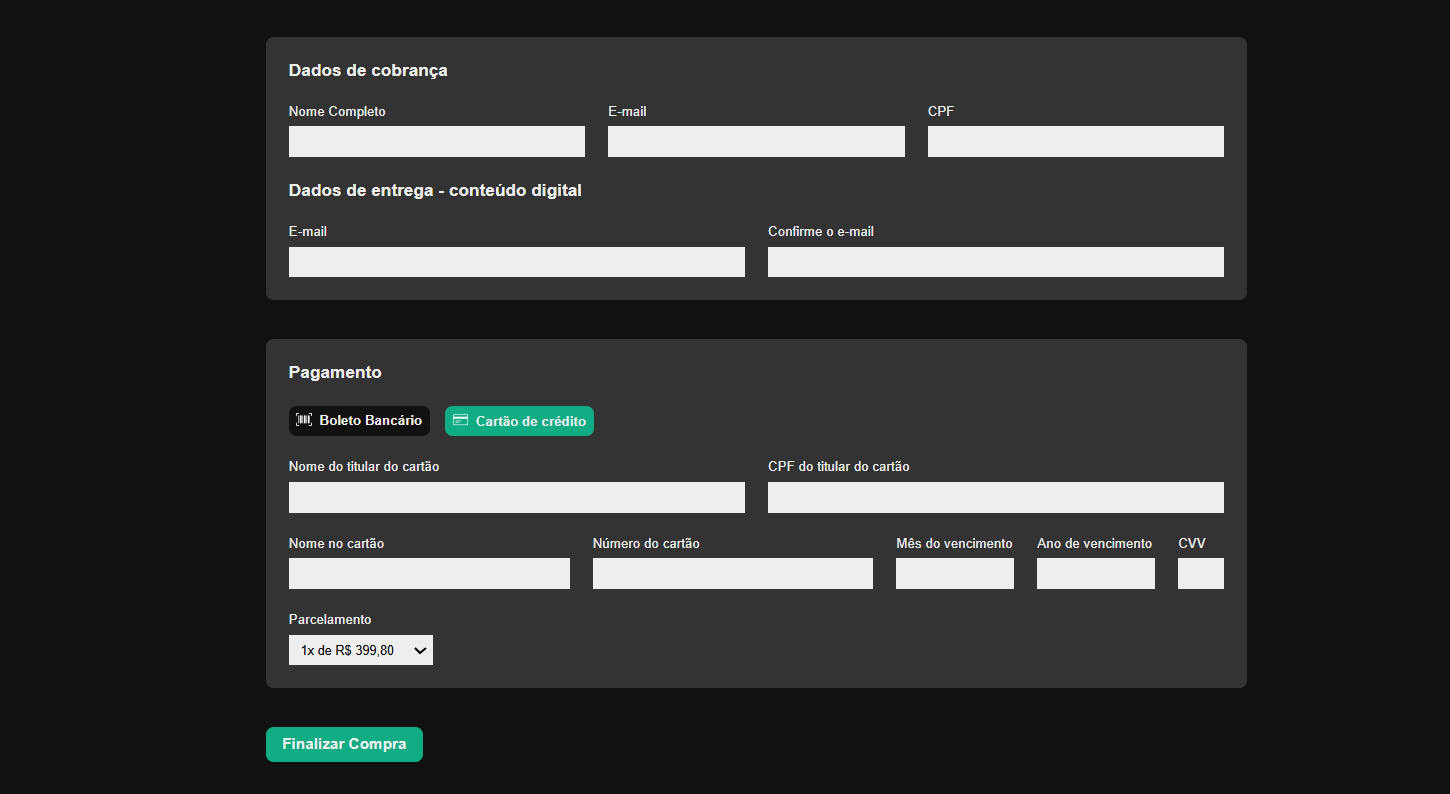 Dados de cobrança
Nome Completo E-mail CPF
Dados de entrega - conteúdo digital
E-mail Confirme o e-mail
Pagamento
Boleto Bancário Cartão de crédito
Nome do titular do cartão CPF do titular do cartão
Nome no cartão Número do cartão Mês do vencimento Ano de vencimento CVV
Parcelamento
1x de R$ 399,80
Finalizar Compra